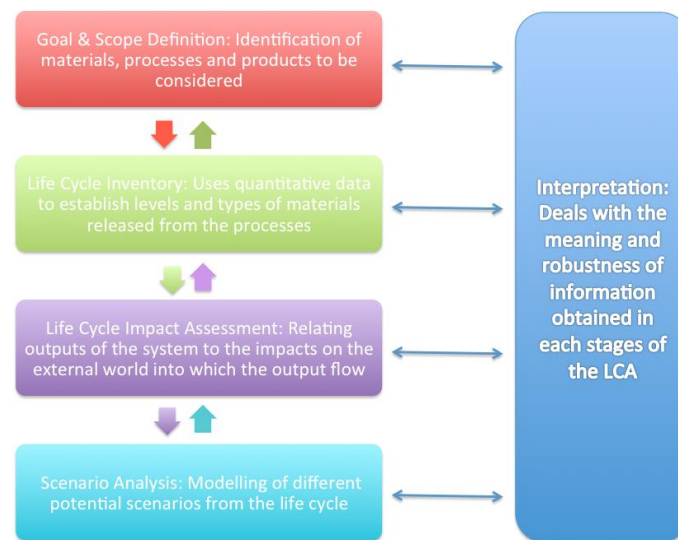 Goal & Scope Definition: Identification of
materials, processes and products to be
considered
Life Cycle Inventory: Uses quantitative data
to establish levels and types of materials
released from the processes
Life Cycle Impact Assessment: Relating
outputs of the system to the impacts on the
external world into which the output flow
Scenario Analysis: Modelling of different
potential scenarios from the life cycle
Interpretation:
Deals with the
meaning and
robustness of
information
obtained in
each stages of
the LCA